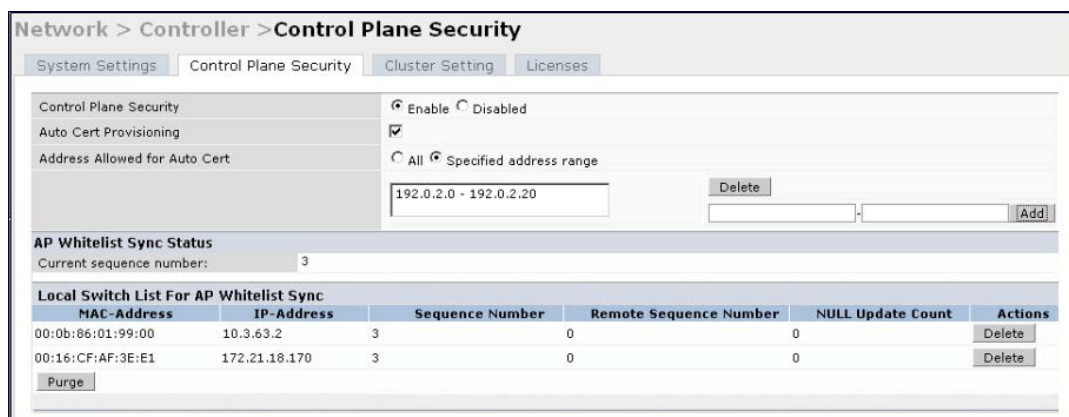 Network > Controller >Control Plane Security
System Settings Control Plane Security Cluster Setting Licenses
Control Plane Security Enable Disabled
Auto Cert Provisioning
Address Allowed for Auto Cert All Specified address range
192.0.2.0 - 192.0.2.20 Delete
- Add
AP Whitelist Sync Status
Current sequence number: 3
Local Switch List For AP Whitelist Sync
MAC-Address IP-Address Sequence Number Remote Sequence Number NULL Update Count Actions
00:0b:86:01:99:00 10.3.63.2 3 0 0 Delete
00:16:CF:AF:3E:E1 172.21.18.170 3 0 0 Delete
Purge